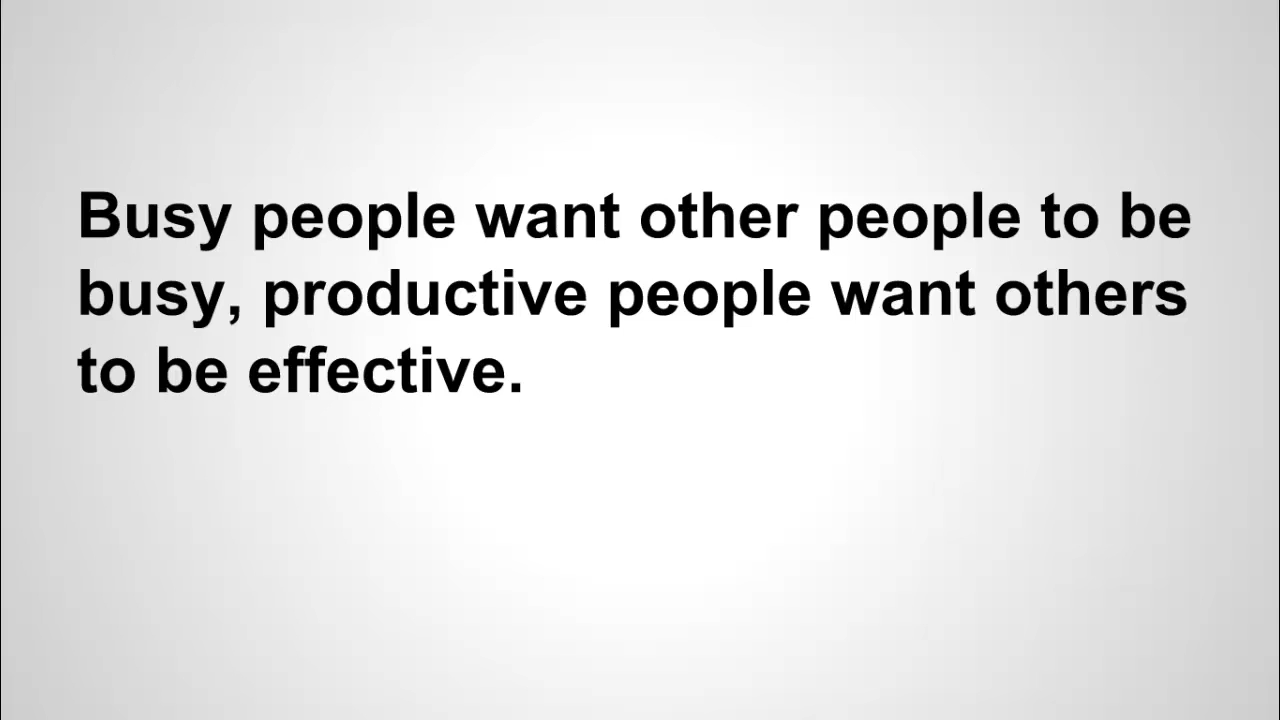 Busy people want other people to be
busy, productive people want others
to be effective.